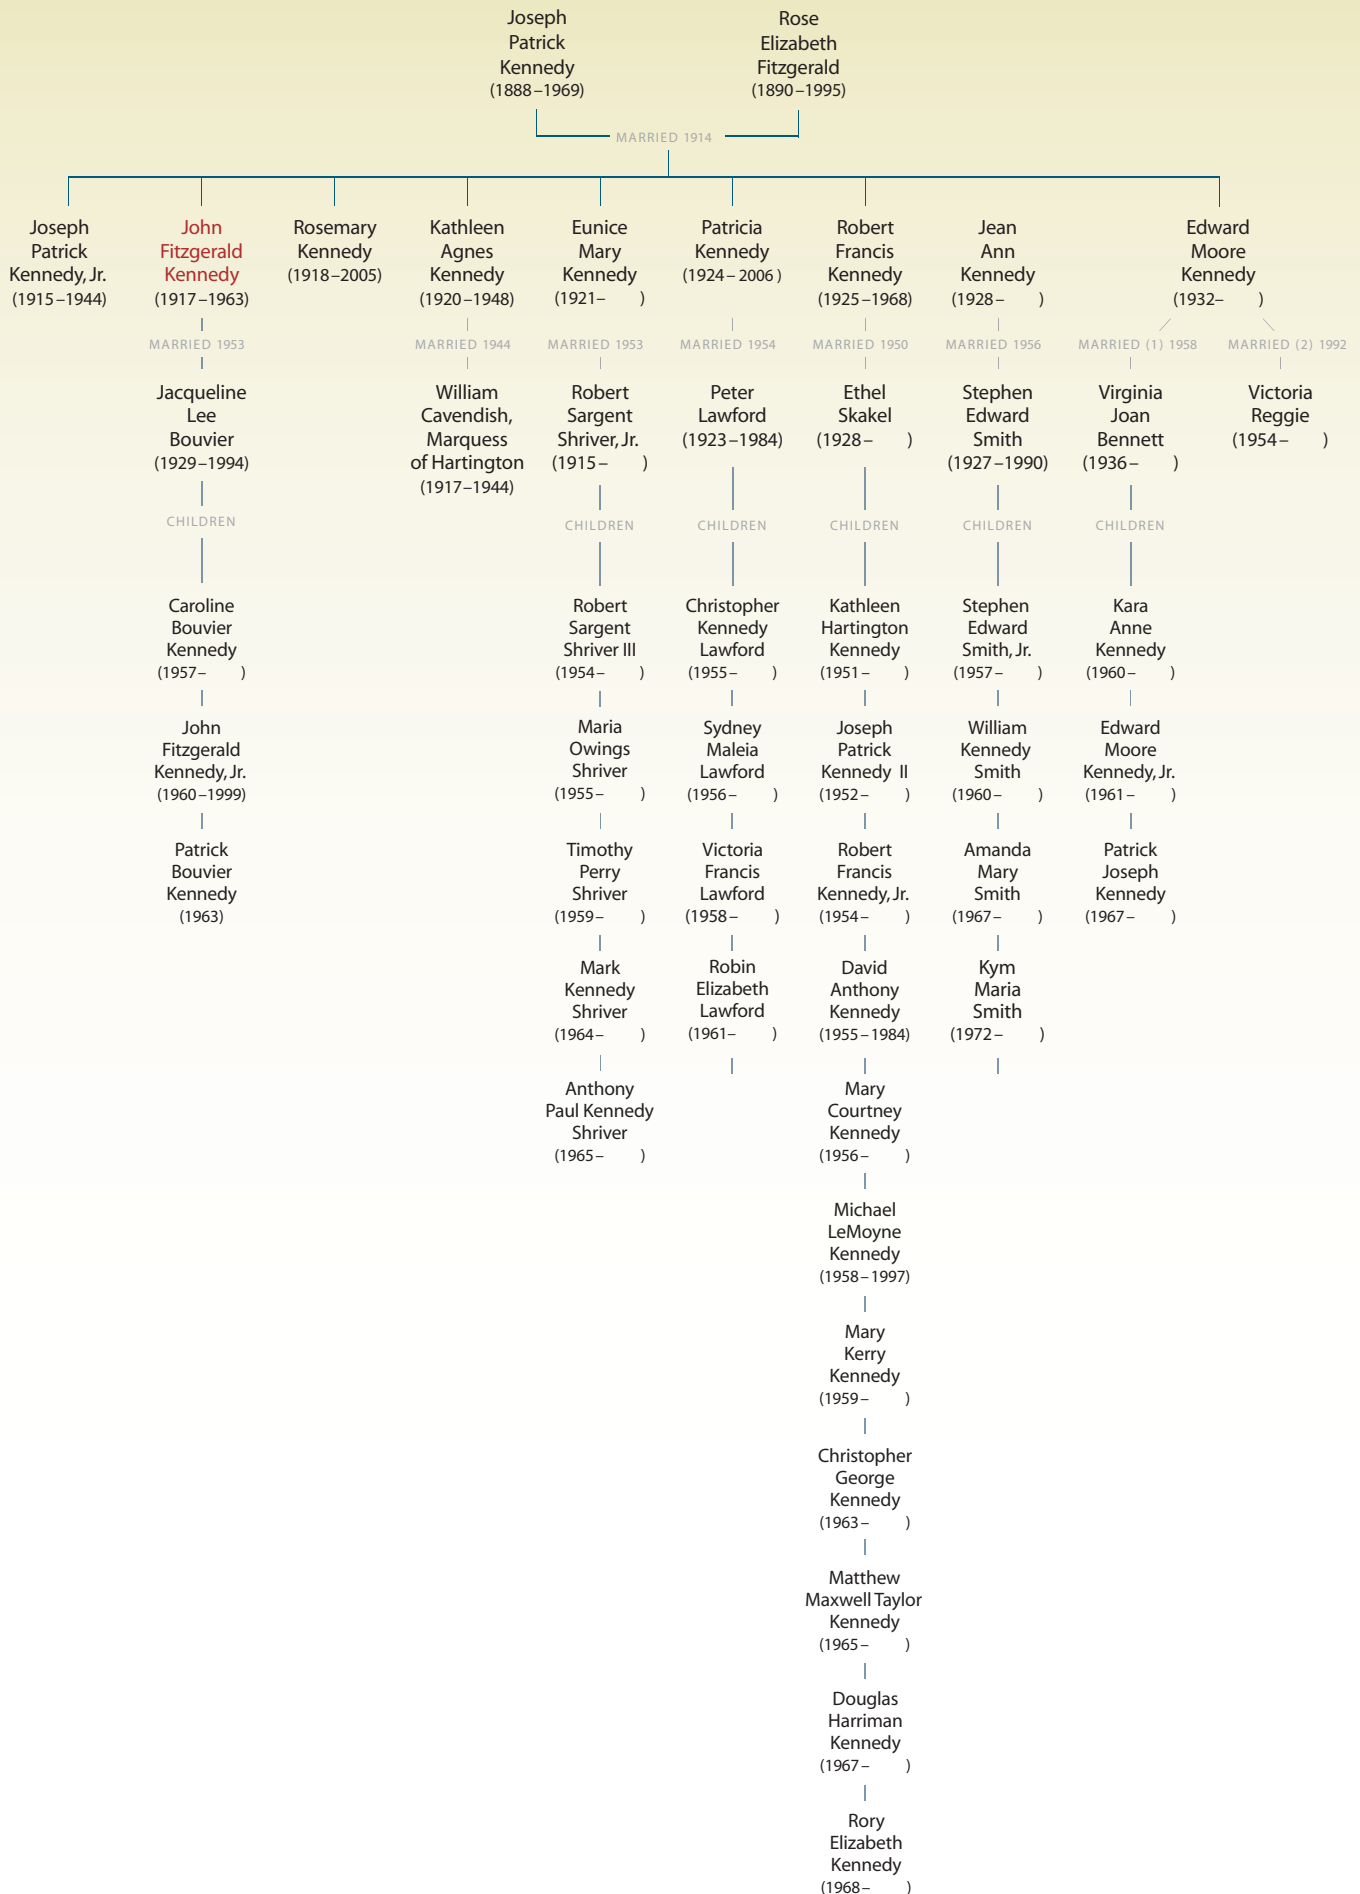 Joseph
Patrick
Kennedy
(1888–1969)
Rose
Elizabeth
Fitzgerald
(1890–1995)
MARRIED 1914
Joseph
Patrick
Kennedy, Jr.
(1915–1944)
John
Fitzgerald
Kennedy
(1917–1963)
MARRIED 1953
Jacqueline
Lee
Bouvier
(1929–1994)
CHILDREN
Caroline
Bouvier
Kennedy
(1957– )
John
Fitzgerald
Kennedy, Jr.
(1960–1999)
Patrick
Bouvier
Kennedy
(1963)
Rosemary
Kennedy
(1918–2005)
Kathleen
Agnes
Kennedy
(1920–1948)
MARRIED 1944
William
Cavendish,
Marquess
of Hartington
(1917–1944)
Eunice
Mary
Kennedy
(1921– )
MARRIED 1953
Robert
Sargent
Shriver, Jr.
(1915– )
CHILDREN
Robert
Sargent
Shriver III
(1954– )
Maria
Owings
Shriver
(1955– )
Timothy
Perry
Shriver
(1959– )
Mark
Kennedy
Shriver
(1964– )
Anthony
Paul Kennedy
Shriver
(1965– )
Patricia
Kennedy
(1924–2006)
MARRIED 1954
Peter
Lawford
(1923–1984)
CHILDREN
Christopher
Kennedy
Lawford
(1955– )
Sydney
Maleia
Lawford
(1956– )
Victoria
Francis
Lawford
(1958– )
Robin
Elizabeth
Lawford
(1961– )
Robert
Francis
Kennedy
(1925–1968)
MARRIED 1950
Ethel
Skakel
(1928– )
CHILDREN
Kathleen
Hartington
Kennedy
(1951– )
Joseph
Patrick
Kennedy II
(1952– )
Robert
Francis
Kennedy, Jr.
(1954– )
David
Anthony
Kennedy
(1955–1984)
Mary
Courtney
Kennedy
(1956– )
Michael
LeMoyne
Kennedy
(1958–1997)
Mary
Kerry
Kennedy
(1959– )
Christopher
George
Kennedy
(1963– )
Matthew
Maxwell Taylor
Kennedy
(1965– )
Douglas
Harriman
Kennedy
(1967– )
Rory
Elizabeth
Kennedy
(1968– )
Jean
Ann
Kennedy
(1928– )
MARRIED 1956
Stephen
Edward
Smith
(1927–1990)
CHILDREN
Stephen
Edward
Smith, Jr.
(1957– )
William
Kennedy
Smith
(1960– )
Amanda
Mary
Smith
(1967– )
Kym
Maria
Smith
(1972– )
Edward
Moore
Kennedy
(1932– )
MARRIED (1) 1958
Virginia
Joan
Bennett
(1936– )
CHILDREN
Kara
Anne
Kennedy
(1960– )
Edward
Moore
Kennedy, Jr.
(1961– )
Patrick
Joseph
Kennedy
(1967– )
MARRIED (2) 1992
Victoria
Reggie
(1954– )